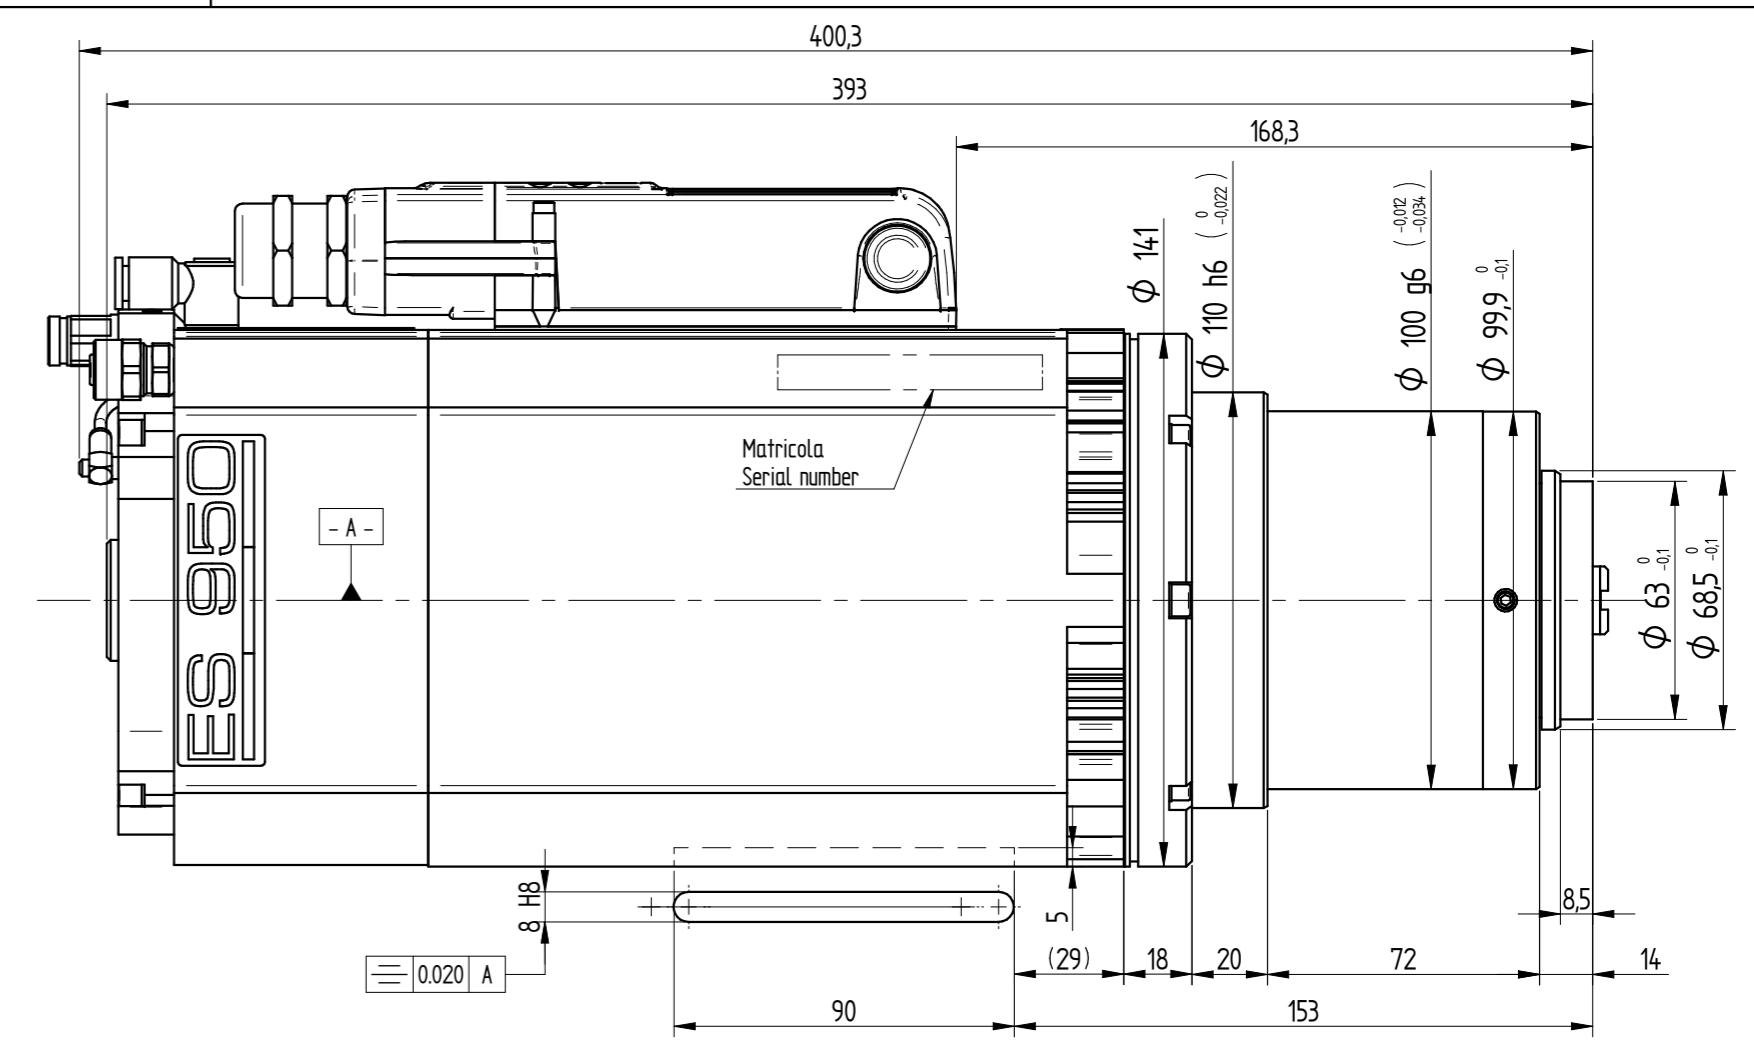 400,3
393
168,3
ϕ 141
ϕ 110 h6 ( 0 -0,022 )
ϕ 100 g6 ( -0,012 -0,034 )
ϕ 99,9 0 -0,1
Matricola
Serial number
- A -
ES 950
ϕ 63 0 -0,1
ϕ 68,5 0 -0,1
8 H8
5
8,5
0.020 A
(29)
18
20
72
14
90
153